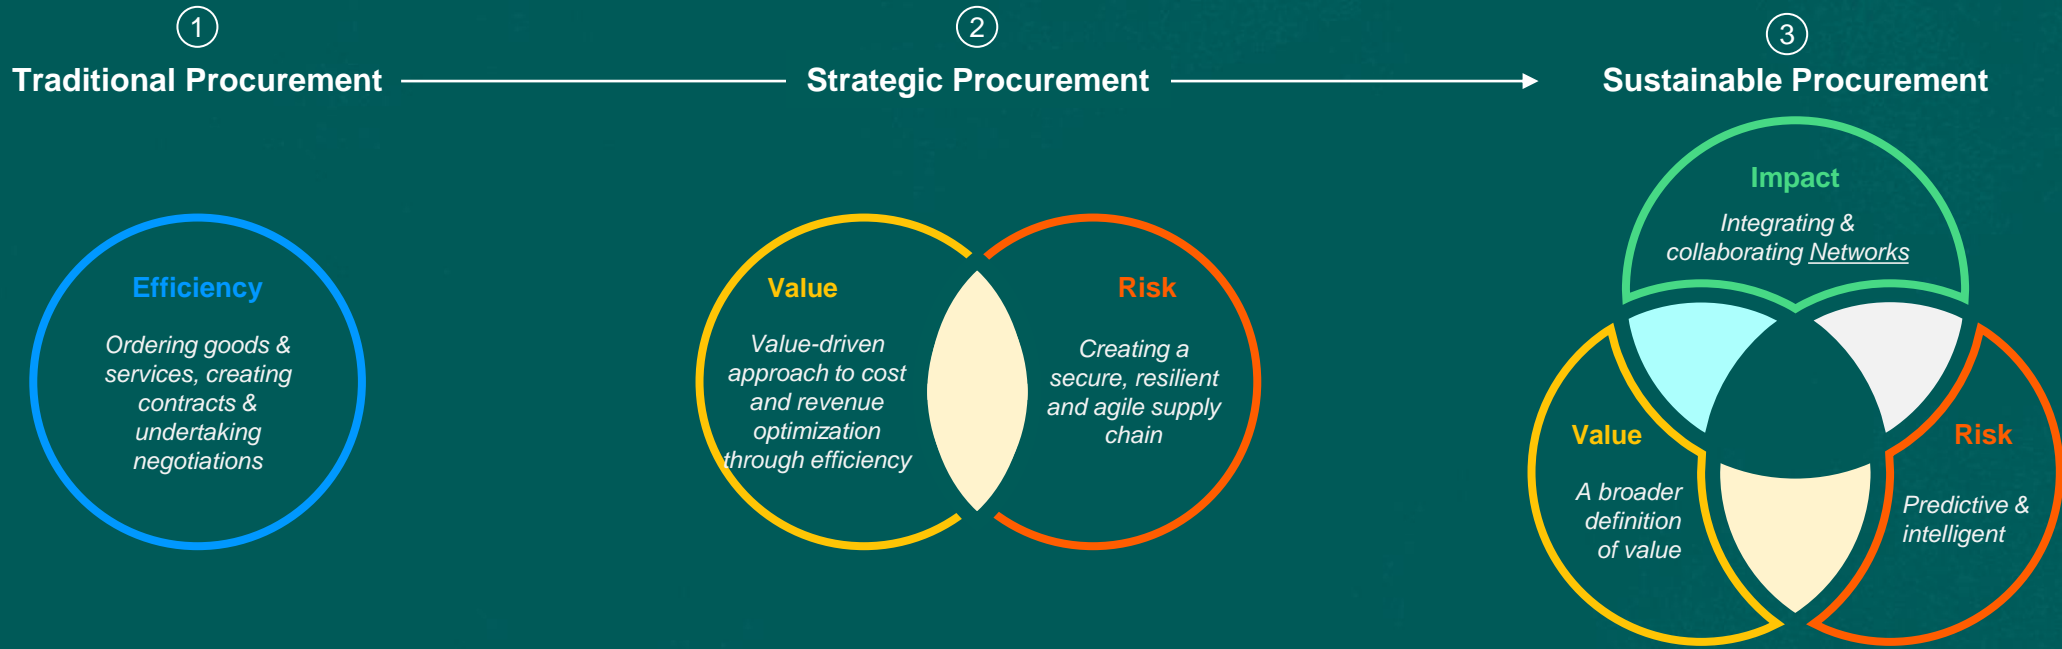 1
Traditional Procurement
2
Strategic Procurement
3
Sustainable Procurement
Efficiency
Ordering goods &
services, creating
contracts &
undertaking
negotiations
Value
Value-driven
approach to cost
and revenue
optimization
through efficiency
Risk
Creating a
secure, resilient
and agile supply
chain
Impact
Integrating &
collaborating Networks
Value
A broader
definition
of value
Risk
Predictive &
intelligent